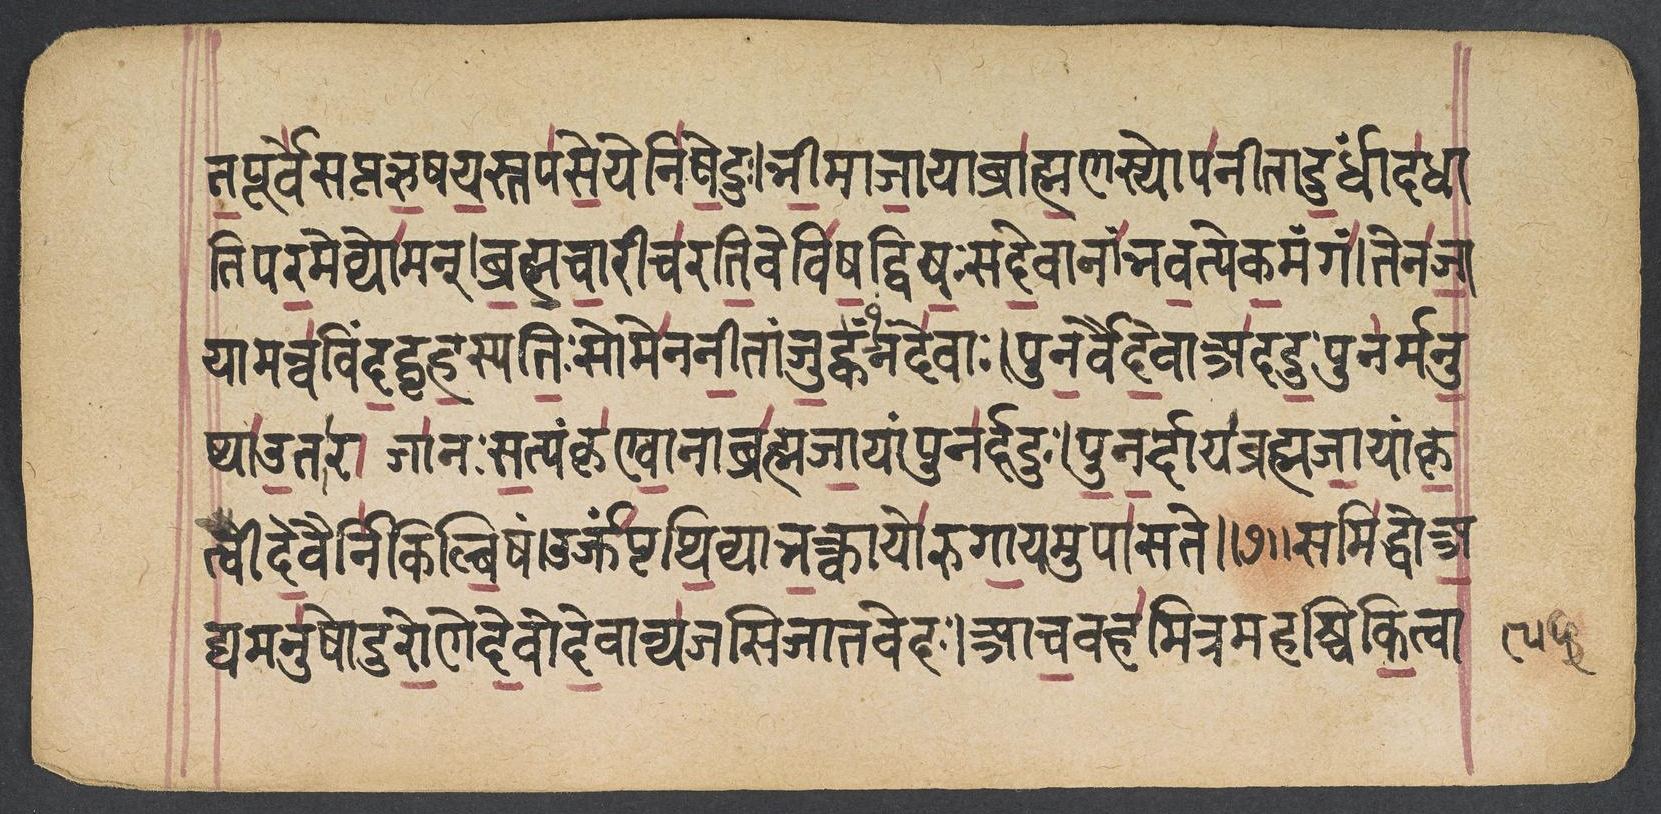 तपूर्वेसप्तऋषयस्तपसेयेनिषेदुः।भीमाजायाब्राह्मणस्योपनीतादुर्धांदधा
तिपरमेव्योमन्।ब्रह्मचारीचरतिवेविषद्विषःसदेवानांभवत्येकमंगं।तेनजा
यामन्वविंदद्बृहस्पतिःसोमेननीतांजुह्वं१नदेवाः।पुनर्वैदेवाअददुःपुनर्मनु
ष्याउत।राजानःसत्यंकृण्वानाब्रह्मजायांपुनर्ददुः।पुनर्दायब्रह्मजायांकृ
त्वीदेवैर्निकिल्बिषं।ऊर्जंपृथिव्याभक्त्वायोरुगायमुपासते॥७॥समिद्धोअ
द्यमनुषोदुरोणेदेवोदेवान्यजसिजातवेदः।आचवहमित्रमहश्चिकित्वा